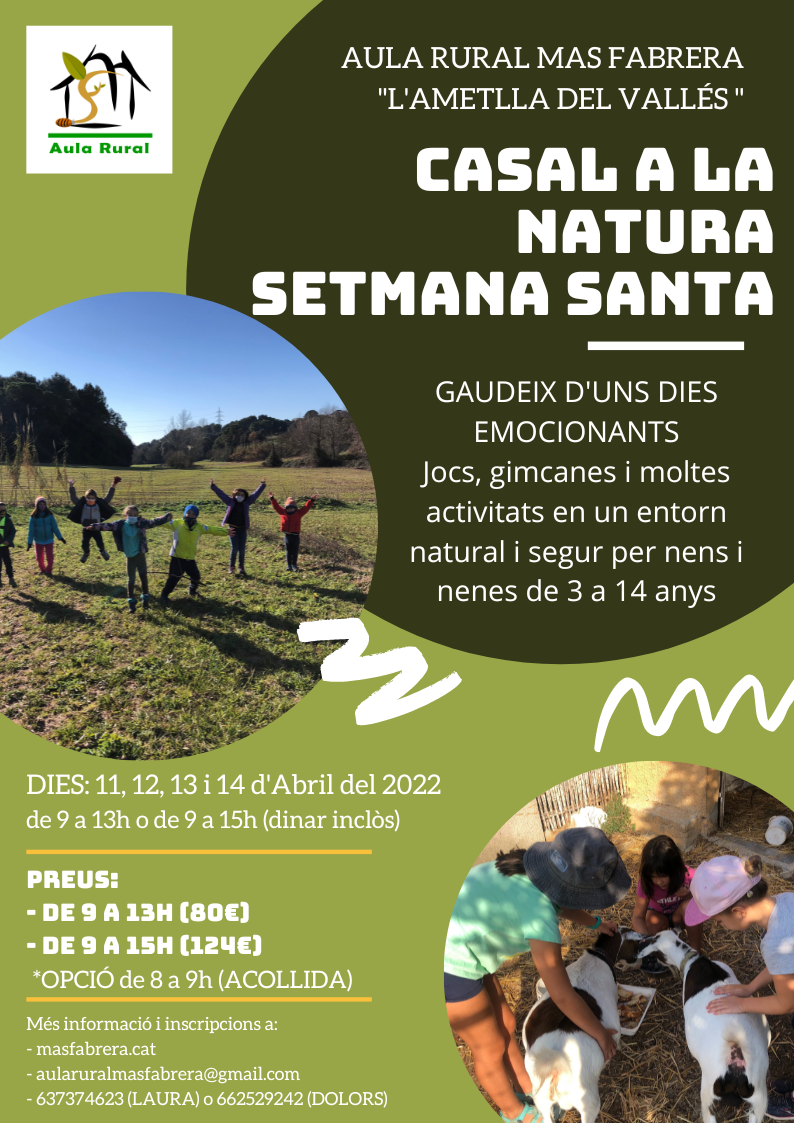 Aula Rural
AULA RURAL MAS FABRERA
"L'AMETLLA DEL VALLÉS "
CASAL A LA
NATURA
SETMANA SANTA
GAUDEIX D'UNS DIES
EMOCIONANTS
Jocs, gimcanes i moltes
activitats en un entorn
natural i segur per nens i
nenes de 3 a 14 anys
DIES: 11, 12, 13 i 14 d'Abril del 2022
de 9 a 13h o de 9 a 15h (dinar inclòs)
PREUS:
- DE 9 A 13H (80€)
- DE 9 A 15H (124€)
*OPCIÓ de 8 a 9h (ACOLLIDA)
Més informació i inscripcions a:
- masfabrera.cat
- aularuralmasfabrera@gmail.com
- 637374623 (LAURA) o 662529242 (DOLORS)